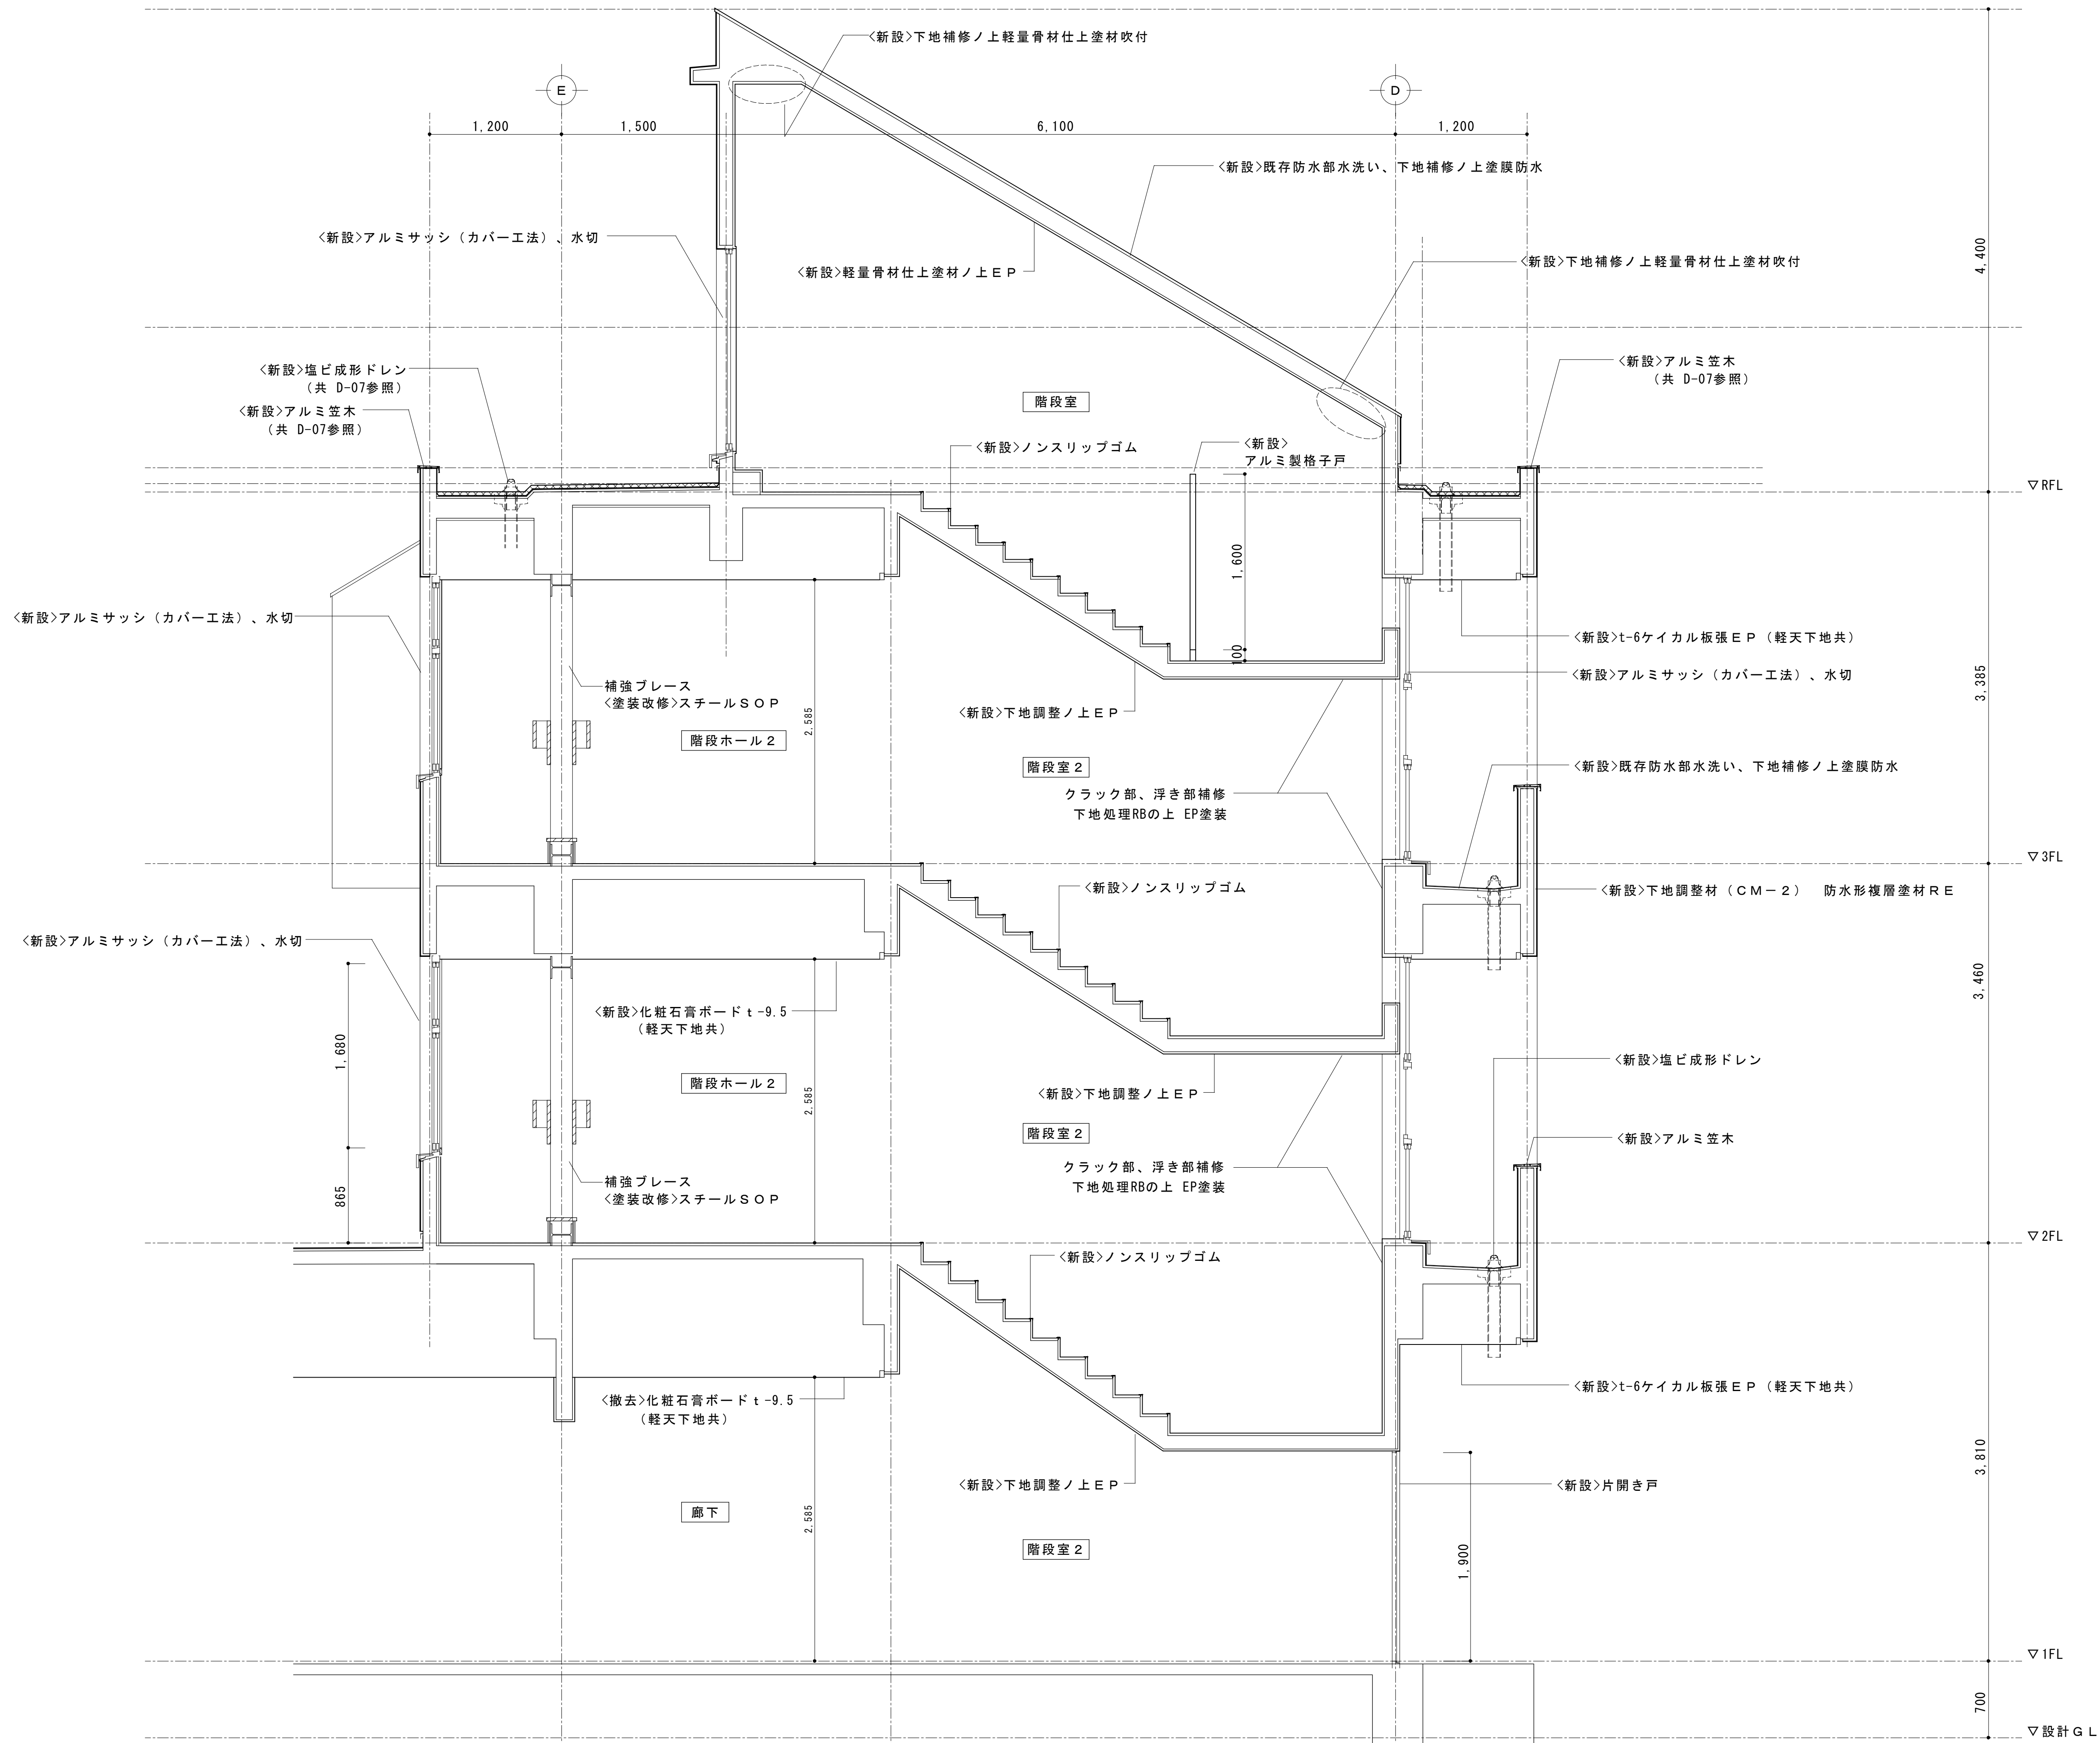 <新設>下地補修ノ上軽量骨材仕上塗材吹付
E
D
1,200
1,500
6,100
1,200
<新設>既存防水部水洗い、下地補修ノ上塗膜防水
<新設>アルミサッシ（カバー工法）、水切
4,400
<新設>軽量骨材仕上塗材ノ上ＥＰ
<新設>下地補修ノ上軽量骨材仕上塗材吹付
<新設>塩ビ成形ドレン
（共 D-07参照）
<新設>アルミ笠木
（共 D-07参照）
<新設>アルミ笠木
（共 D-07参照）
階段室
<新設>ノンスリップゴム
<新設>
アルミ製格子戸
▽RFL
1,600
100
<新設>アルミサッシ（カバー工法）、水切
<新設>t-6ケイカル板張ＥＰ（軽天下地共）
<新設>アルミサッシ（カバー工法）、水切
3,385
補強ブレース
<塗装改修>スチールＳＯＰ
2,585
<新設>下地調整ノ上ＥＰ
階段ホール２
階段室２
<新設>既存防水部水洗い、下地補修ノ上塗膜防水
クラック部、浮き部補修
下地処理RBの上 EP塗装
▽3FL
<新設>ノンスリップゴム
<新設>下地調整材（ＣＭ－２）　防水形複層塗材ＲＥ
<新設>アルミサッシ（カバー工法）、水切
3,460
1,680
<新設>化粧石膏ボードｔ-9.5
（軽天下地共）
<新設>塩ビ成形ドレン
階段ホール２
2,585
<新設>下地調整ノ上ＥＰ
階段室２
<新設>アルミ笠木
クラック部、浮き部補修
下地処理RBの上 EP塗装
865
補強ブレース
<塗装改修>スチールＳＯＰ
▽2FL
<新設>ノンスリップゴム
<撤去>化粧石膏ボードｔ-9.5
（軽天下地共）
<新設>t-6ケイカル板張ＥＰ（軽天下地共）
3,810
<新設>下地調整ノ上ＥＰ
<新設>片開き戸
廊下
2,585
階段室２
1,900
▽1FL
700
▽設計ＧＬ